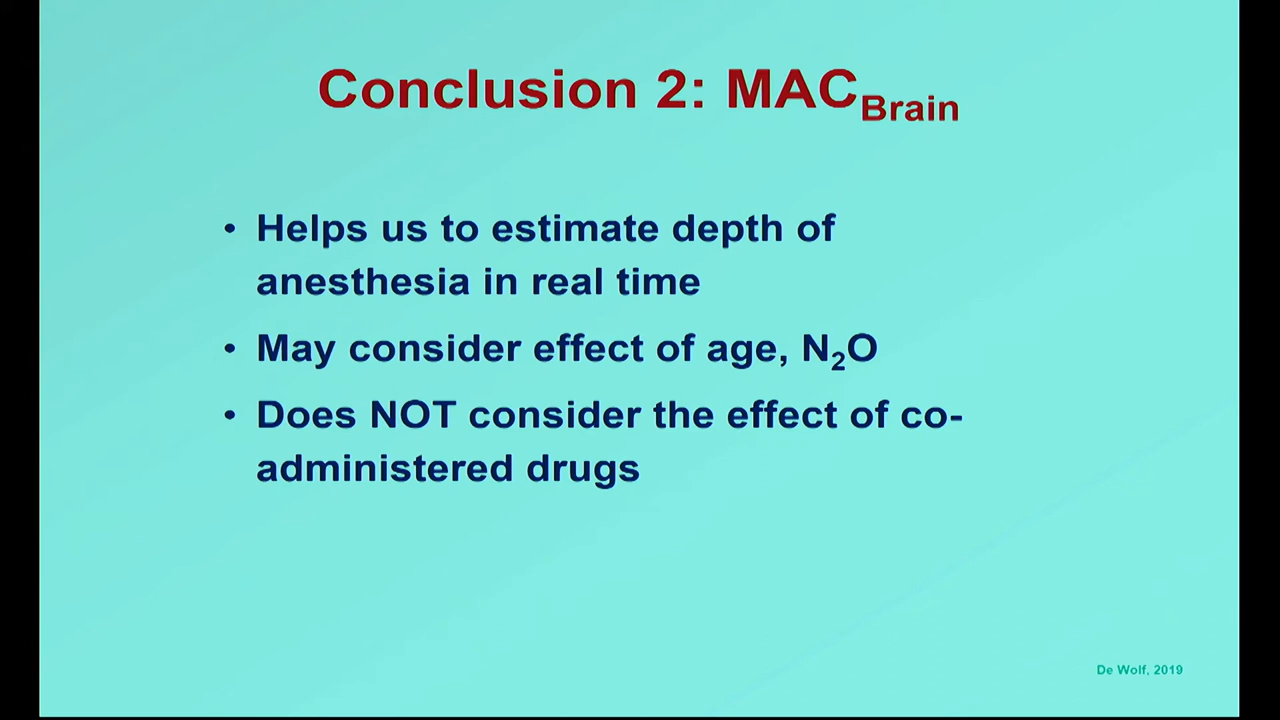 Conclusion 2: MAC_Brain
• Helps us to estimate depth of
anesthesia in real time
• May consider effect of age, N₂O
• Does NOT consider the effect of co-
administered drugs
De Wolf, 2019